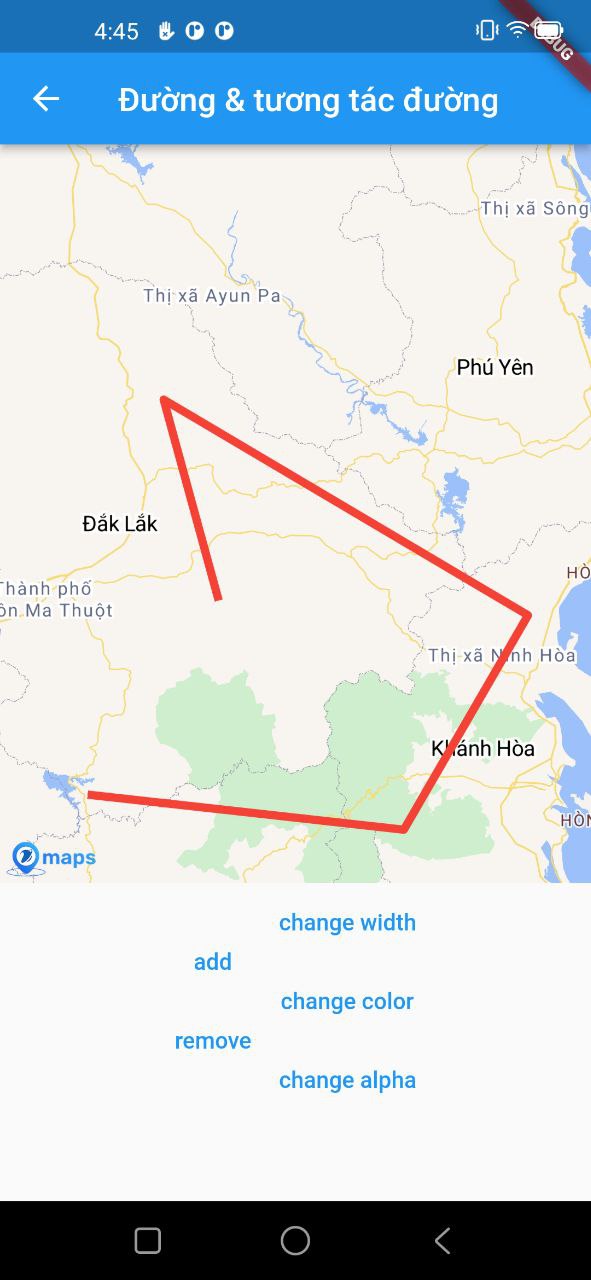 4:45
DEBUG
Đường & tương tác đường
Thị xã Sông
Thị xã Ayun Pa
Phú Yên
Đắk Lắk
HÒ
Thành phố
ôn Ma Thuột
Thị xã Ninh Hòa
Khánh Hòa
HÒN
maps
change width
add
change color
remove
change alpha